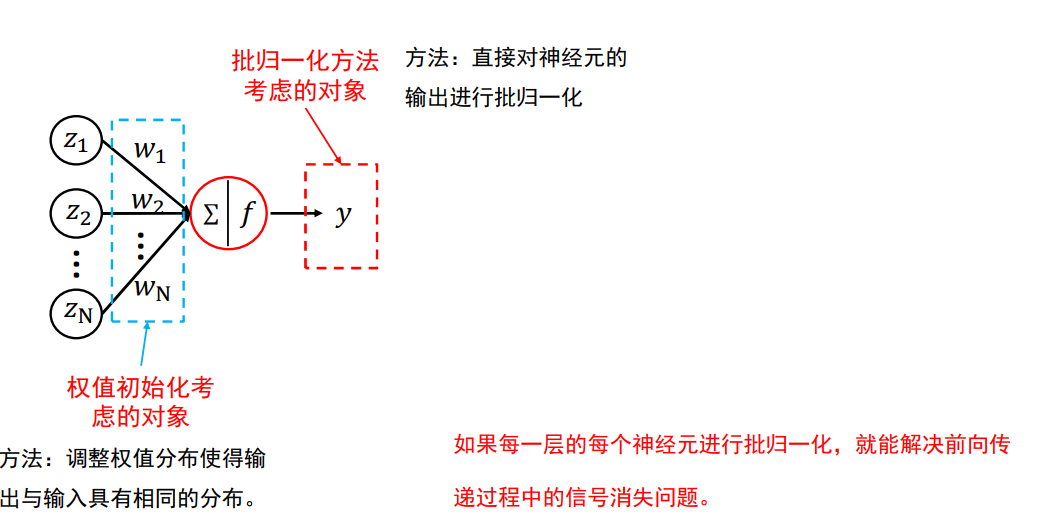 批归一化方法
考虑的对象
方法：直接对神经元的
输出进行批归一化
z₁
w₁
z₂
w₂
⋮
⋮
z_N
w_N
Σ
f
y
权值初始化考
虑的对象
方法：调整权值分布使得输
出与输入具有相同的分布。
如果每一层的每个神经元进行批归一化，就能解决前向传
递过程中的信号消失问题。